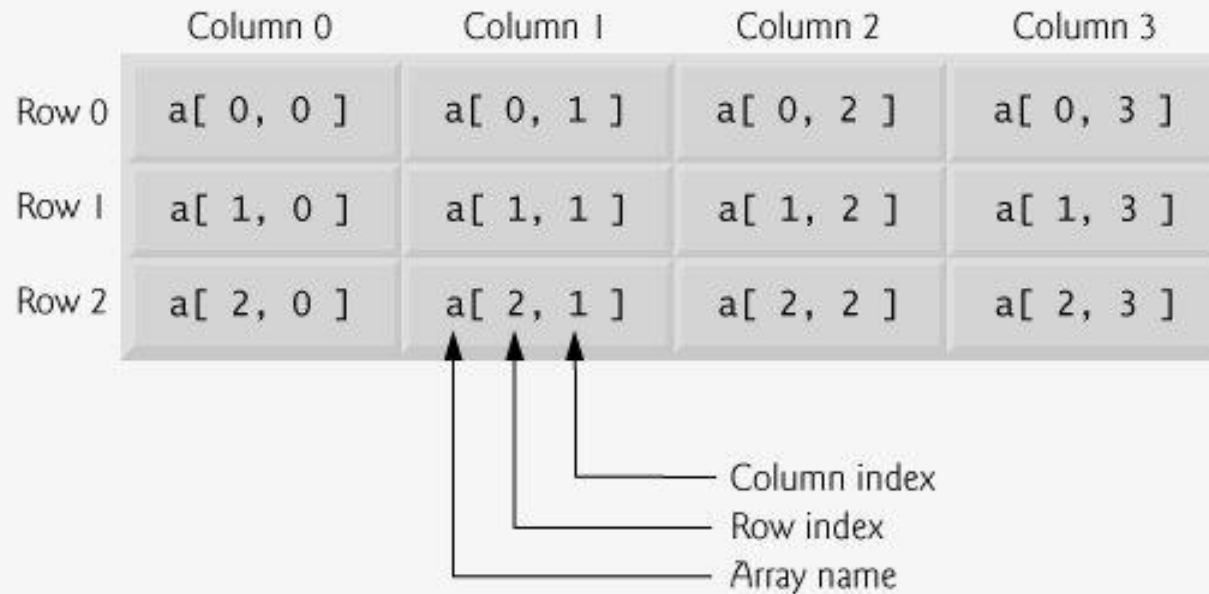 Column 0 Column 1 Column 2 Column 3
Row 0 a[ 0, 0 ] a[ 0, 1 ] a[ 0, 2 ] a[ 0, 3 ]
Row 1 a[ 1, 0 ] a[ 1, 1 ] a[ 1, 2 ] a[ 1, 3 ]
Row 2 a[ 2, 0 ] a[ 2, 1 ] a[ 2, 2 ] a[ 2, 3 ]
Column index
Row index
Array name